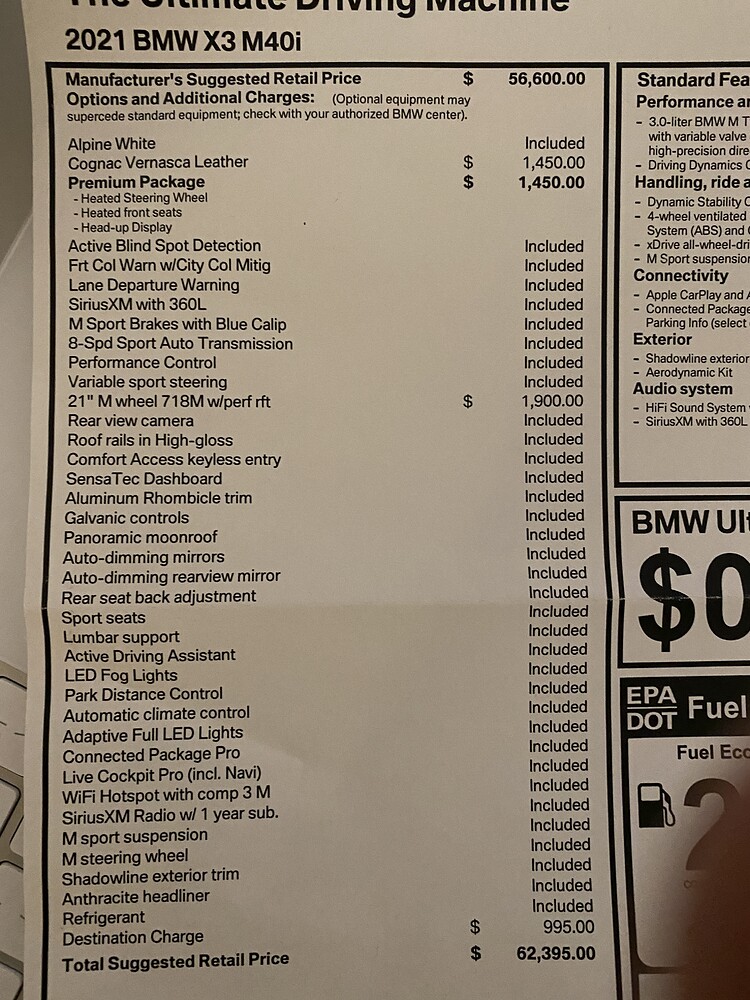 The Ultimate Driving Machine
2021 BMW X3 M40i
Manufacturer's Suggested Retail Price $ 56,600.00
Options and Additional Charges: (Optional equipment may
supercede standard equipment; check with your authorized BMW center).
Alpine White Included
Cognac Vernasca Leather $ 1,450.00
Premium Package $ 1,450.00
- Heated Steering Wheel
- Heated front seats
- Head-up Display
Active Blind Spot Detection Included
Frt Col Warn w/City Col Mitig Included
Lane Departure Warning Included
SiriusXM with 360L Included
M Sport Brakes with Blue Calip Included
8-Spd Sport Auto Transmission Included
Performance Control Included
Variable sport steering Included
21" M wheel 718M w/perf rft $ 1,900.00
Rear view camera Included
Roof rails in High-gloss Included
Comfort Access keyless entry Included
SensaTec Dashboard Included
Aluminum Rhombicle trim Included
Galvanic controls Included
Panoramic moonroof Included
Auto-dimming mirrors Included
Auto-dimming rearview mirror Included
Rear seat back adjustment Included
Sport seats Included
Lumbar support Included
Active Driving Assistant Included
LED Fog Lights Included
Park Distance Control Included
Automatic climate control Included
Adaptive Full LED Lights Included
Connected Package Pro Included
Live Cockpit Pro (incl. Navi) Included
WiFi Hotspot with comp 3 M Included
SiriusXM Radio w/ 1 year sub. Included
M sport suspension Included
M steering wheel Included
Shadowline exterior trim Included
Anthracite headliner Included
Refrigerant Included
Destination Charge $ 995.00
Total Suggested Retail Price $ 62,395.00
Standard Fea
Performance an
- 3.0-liter BMW M T
with variable valve
high-precision dire
- Driving Dynamics C
Handling, ride a
- Dynamic Stability C
- 4-wheel ventilated
System (ABS) and
- xDrive all-wheel-dri
- M Sport suspension
Connectivity
- Apple CarPlay and A
- Connected Package
Parking Info (select
Exterior
- Shadowline exterior
- Aerodynamic Kit
Audio system
- HiFi Sound System
- SiriusXM with 360L
BMW Ult
$0
EPA
DOT Fuel
Fuel Eco
2